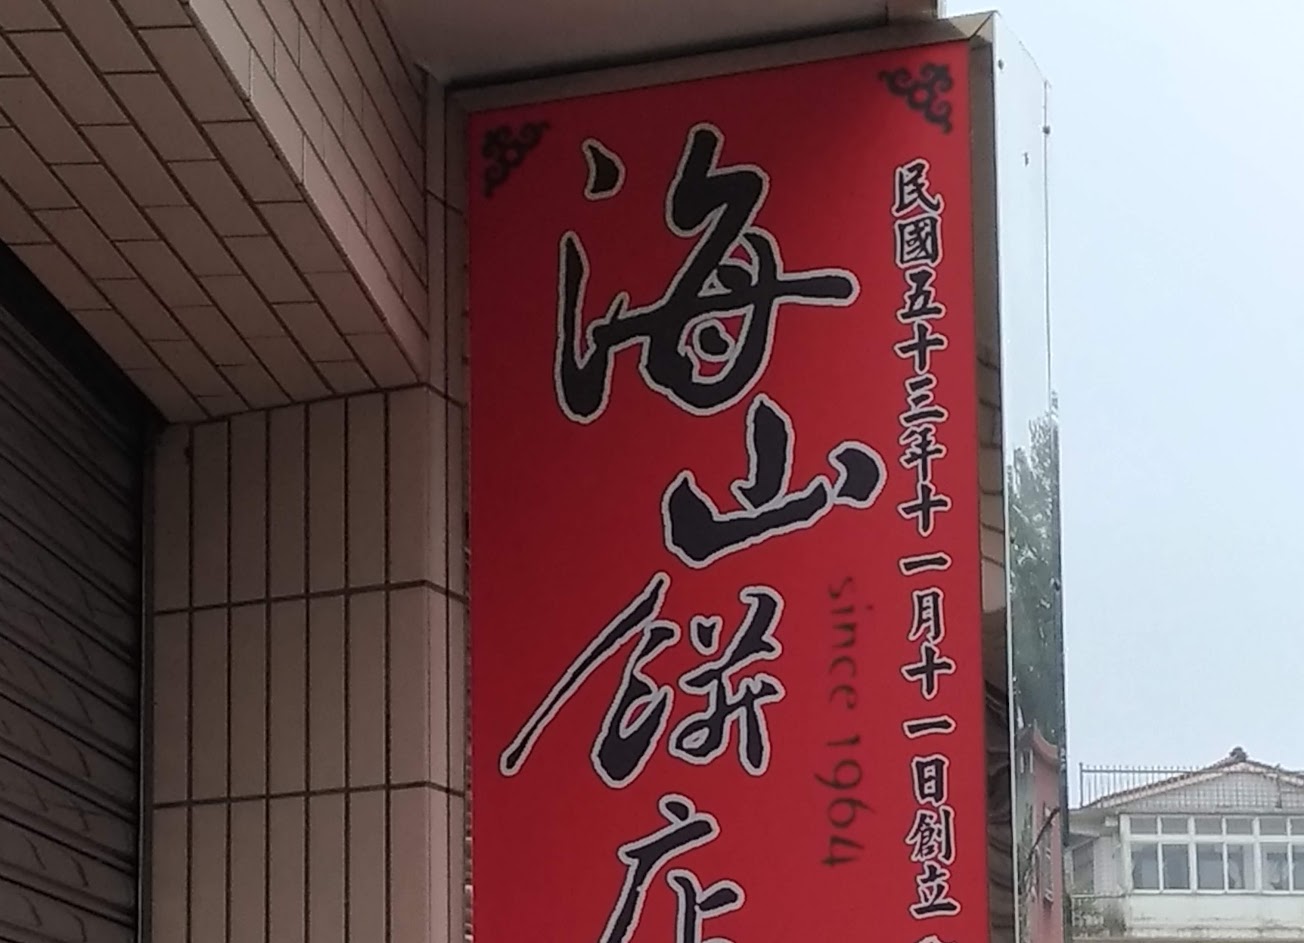 民國五十三年十一月十一日創立
海山餅店
since 1964